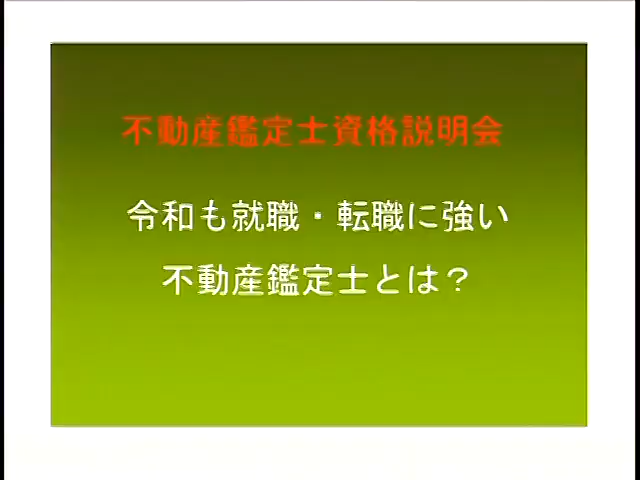 不動産鑑定士資格説明会
令和も就職・転職に強い
不動産鑑定士とは？